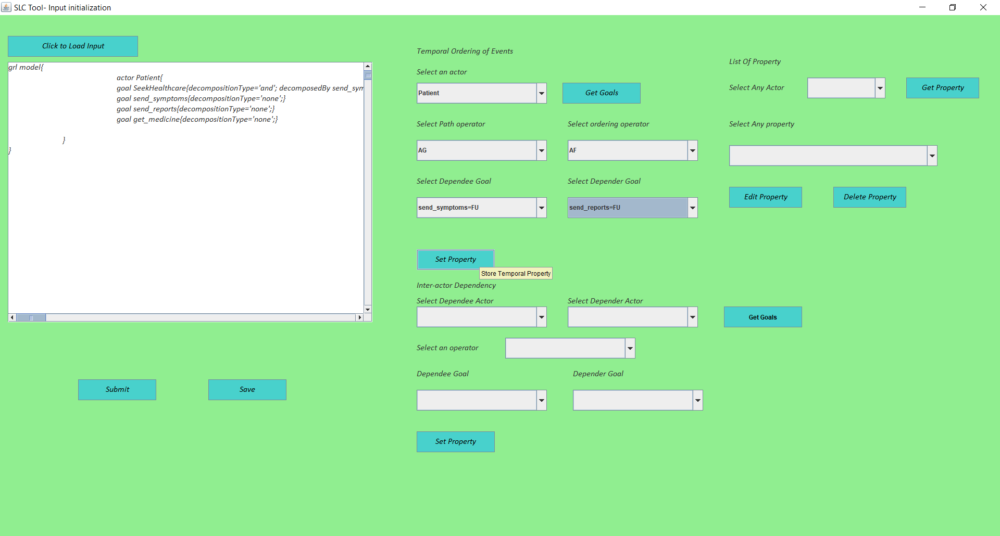 SLC Tool- Input initialization
Click to Load Input
grl model{
actor Patient{
goal SeekHealthcare{decompositionType='and'; decomposedBy send_sym
goal send_symptoms{decompositionType='none';}
goal send_reports{decompositionType='none';}
goal get_medicine{decompositionType='none';}
}
}
Submit
Save
Temporal Ordering of Events
Select an actor
Patient
Get Goals
Select Path operator
Select ordering operator
AG
AF
Select Dependee Goal
Select Depender Goal
send_symptoms=FU
send_reports=FU
Set Property
Store Temporal Property
Inter-actor Dependency
Select Dependee Actor
Select Depender Actor
Get Goals
Select an operator
Dependee Goal
Depender Goal
Set Property
List Of Property
Select Any Actor
Get Property
Select Any property
Edit Property
Delete Property